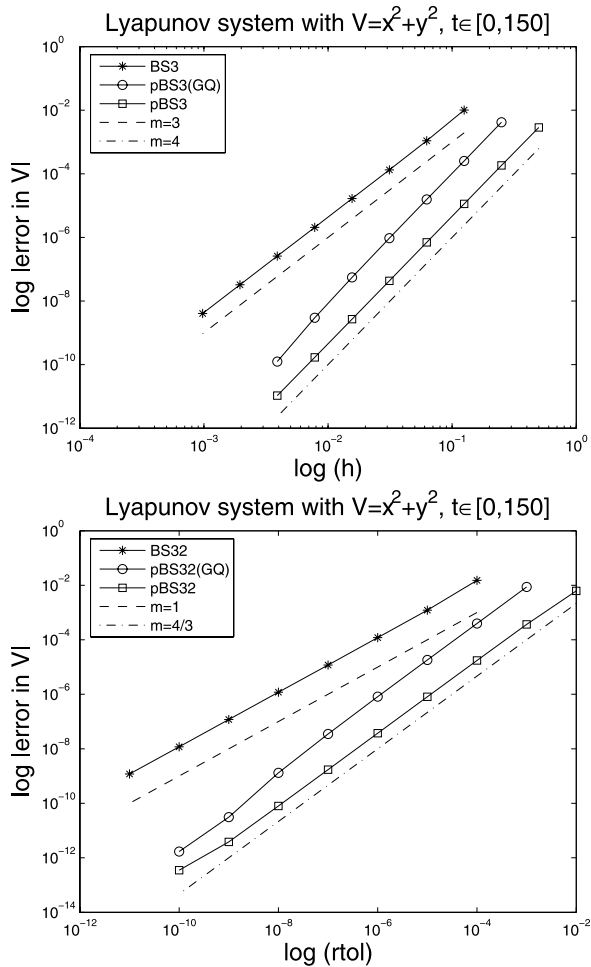 Lyapunov system with V=x²+y², t∈[0,150]
10⁰
10⁻²
10⁻⁴
10⁻⁶
10⁻⁸
10⁻¹⁰
10⁻¹²
log |error in V|
BS3
pBS3(GQ)
pBS3
m=3
m=4
10⁻⁴
10⁻³
10⁻²
10⁻¹
10⁰
log (h)
Lyapunov system with V=x²+y², t∈[0,150]
10⁰
10⁻²
10⁻⁴
10⁻⁶
10⁻⁸
10⁻¹⁰
10⁻¹²
10⁻¹⁴
log |error in V|
BS32
pBS32(GQ)
pBS32
m=1
m=4/3
10⁻¹²
10⁻¹⁰
10⁻⁸
10⁻⁶
10⁻⁴
10⁻²
log (rtol)